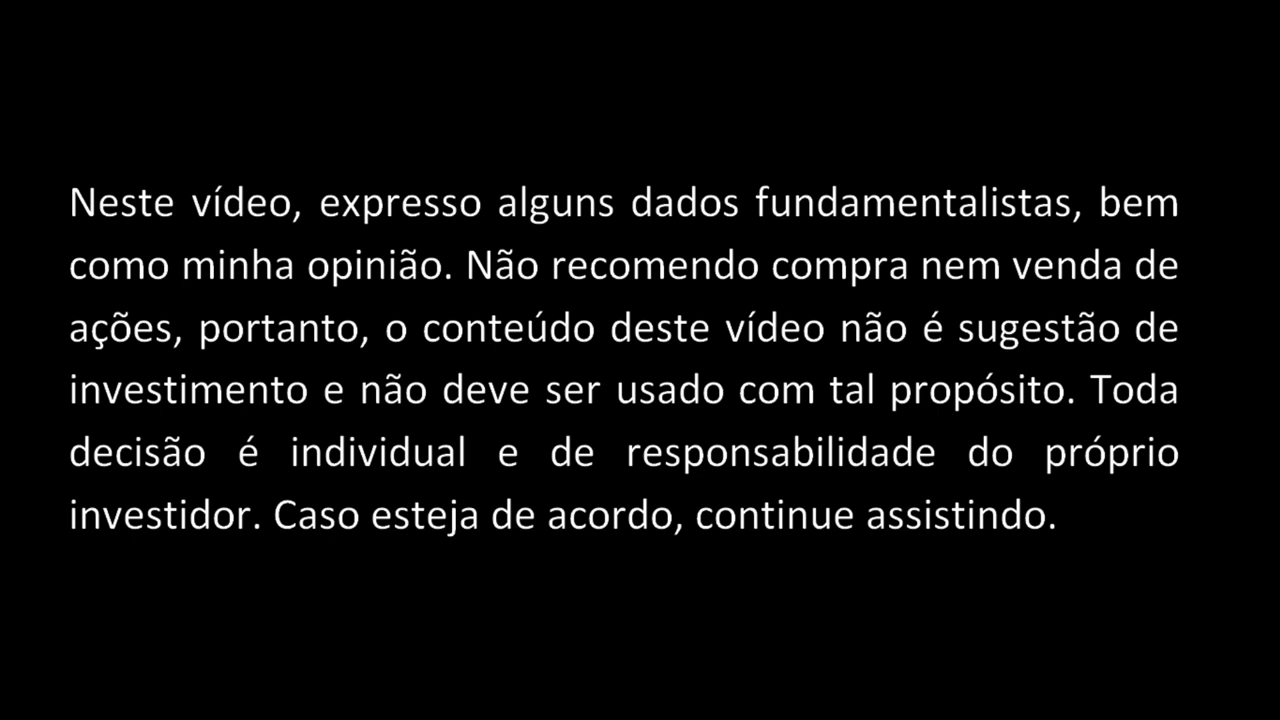 Neste vídeo, expresso alguns dados fundamentalistas, bem
como minha opinião. Não recomendo compra nem venda de
ações, portanto, o conteúdo deste vídeo não é sugestão de
investimento e não deve ser usado com tal propósito. Toda
decisão é individual e de responsabilidade do próprio
investidor. Caso esteja de acordo, continue assistindo.